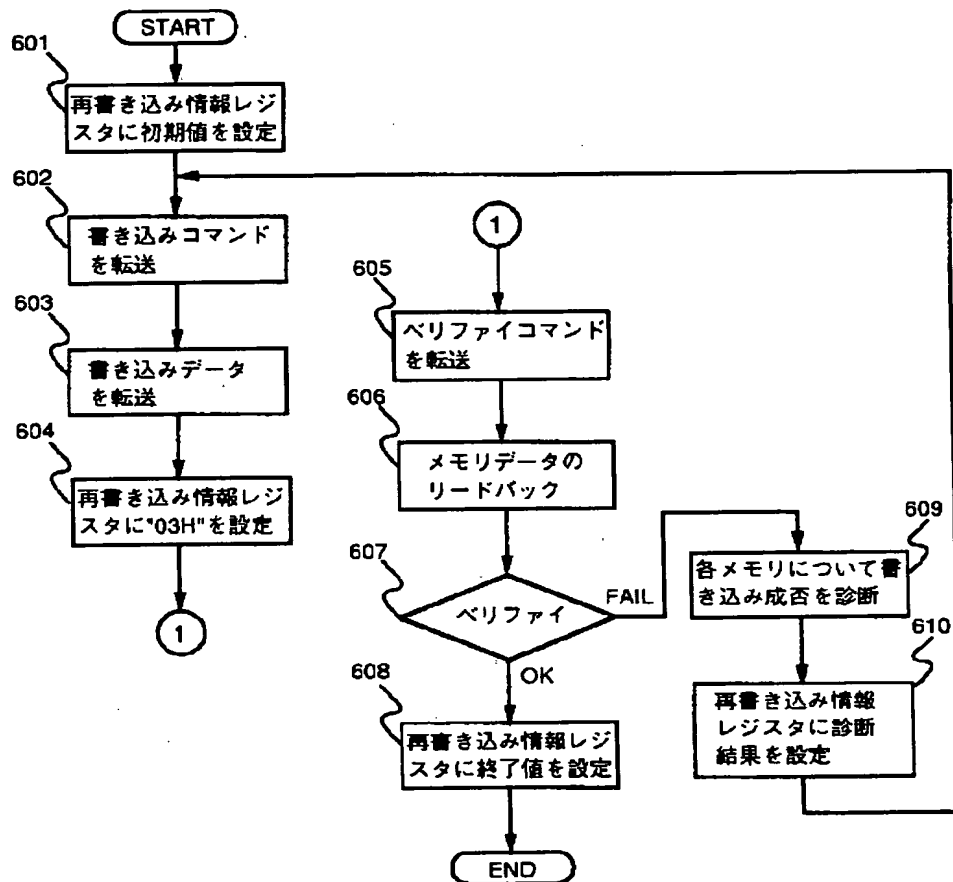 START
601
再書き込み情報レジ
スタに初期値を設定
602
書き込みコマンド
を転送
603
書き込みデータ
を転送
604
再書き込み情報レジ
スタに"03H"を設定
1
1
605
ベリファイコマンド
を転送
606
メモリデータの
リードバック
607
ベリファイ
FAIL
OK
608
再書き込み情報レジ
スタに終了値を設定
END
609
各メモリについて書
き込み成否を診断
610
再書き込み情報
レジスタに診断
結果を設定